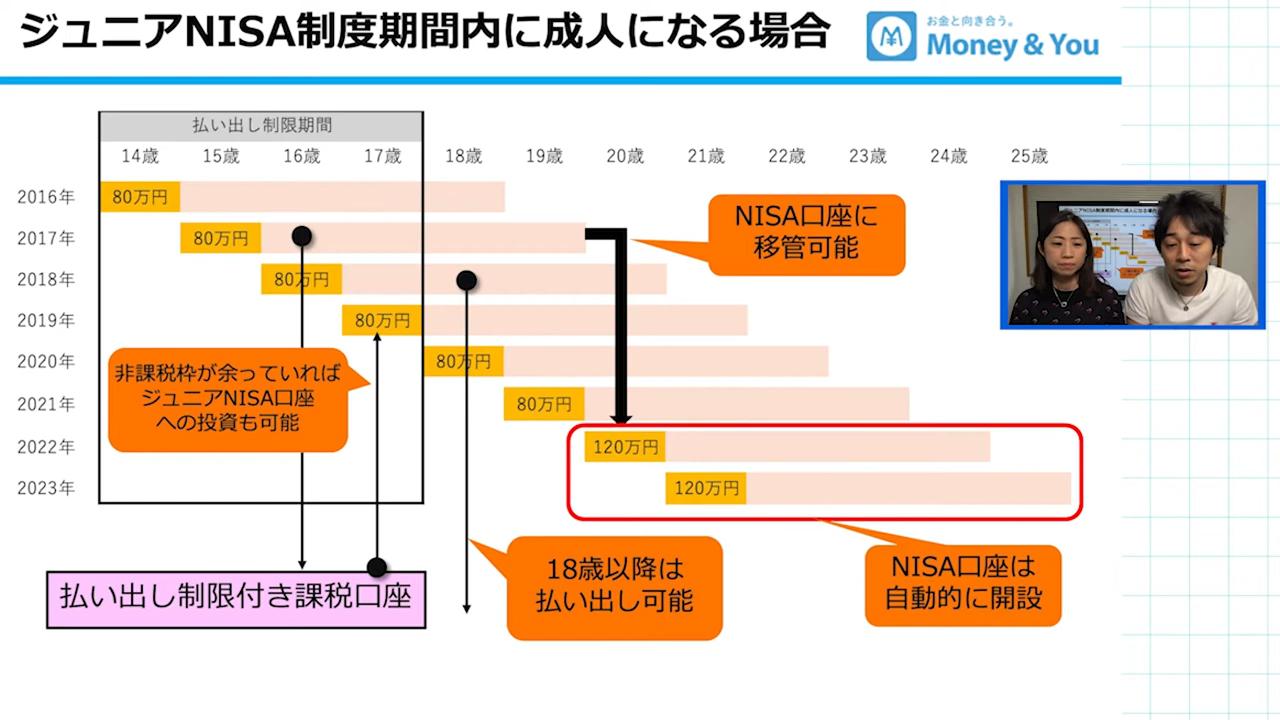 ジュニアNISA制度期間内に成人になる場合
お金と向き合う。
Money & You
払い出し制限期間
14歳 15歳 16歳 17歳 18歳 19歳 20歳 21歳 22歳 23歳 24歳 25歳
2016年 80万円
2017年 80万円
2018年 80万円
2019年 80万円
2020年 80万円
2021年 80万円
2022年 120万円
2023年 120万円
NISA口座に
移管可能
非課税枠が余っていれば
ジュニアNISA口座
への投資も可能
払い出し制限付き課税口座
18歳以降は
払い出し可能
NISA口座は
自動的に開設